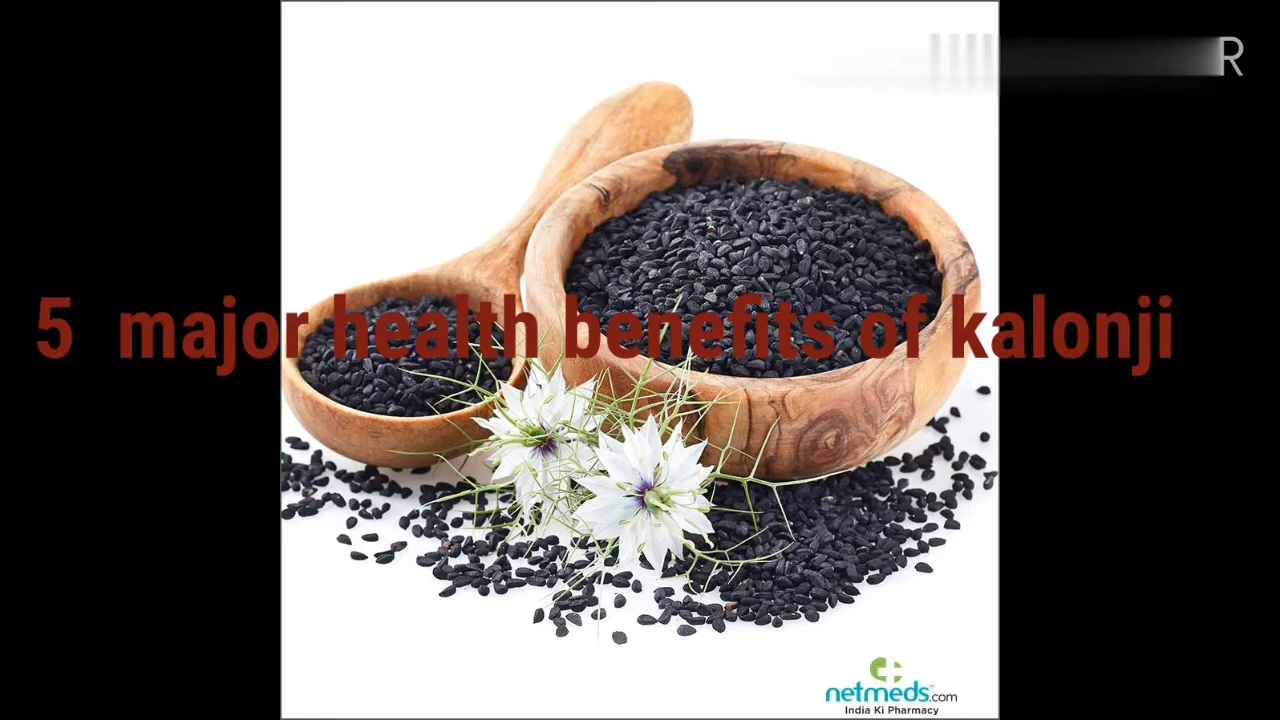 R
5 major health benefits of kalonji
netmeds.com
India Ki Pharmacy